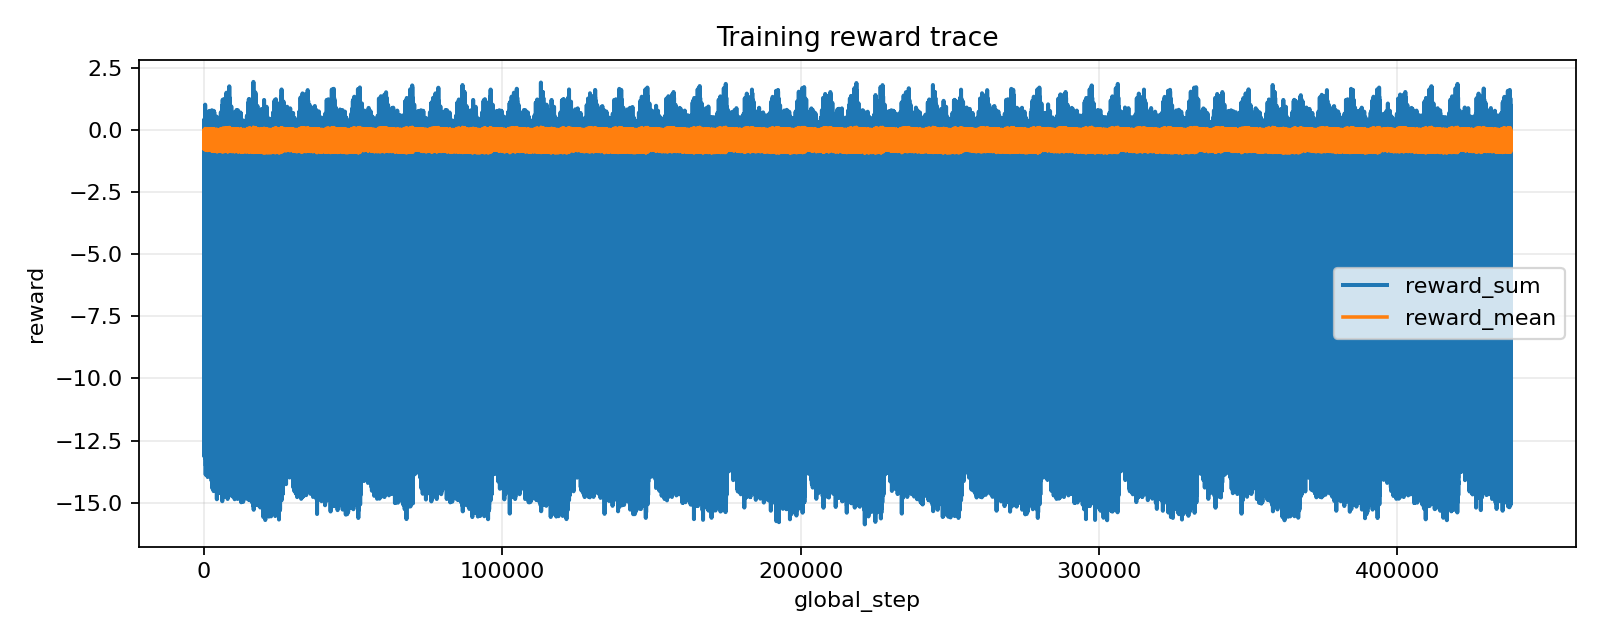 Training reward trace
2.5
0.0
−2.5
−5.0
−7.5
−10.0
−12.5
−15.0
reward
reward_sum
reward_mean
0
100000
200000
300000
400000
global_step